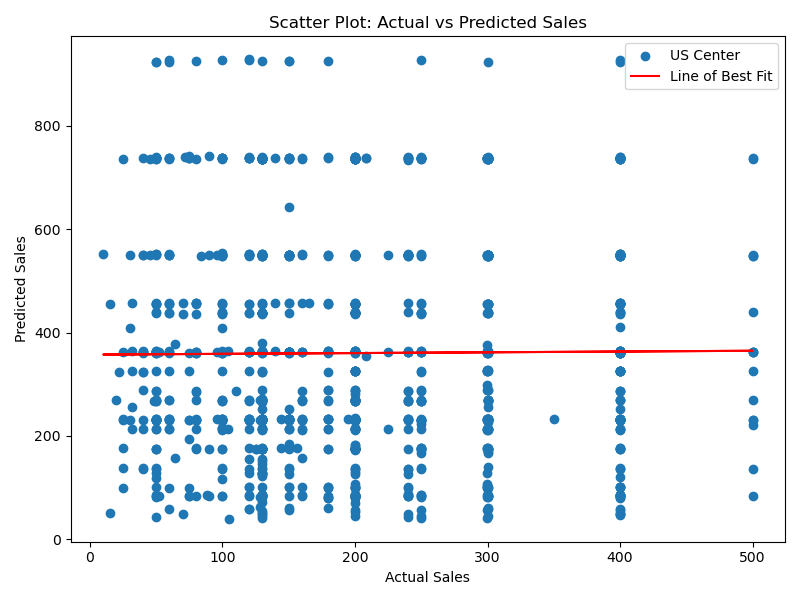 Scatter Plot: Actual vs Predicted Sales
US Center
Line of Best Fit
Predicted Sales
800
600
400
200
0
0 100 200 300 400 500
Actual Sales